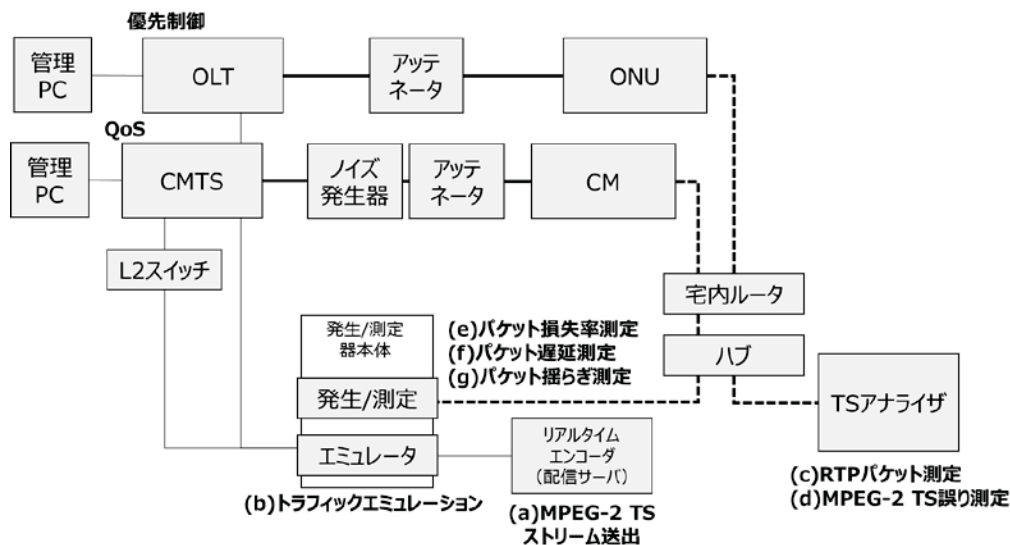 優先制御
管理
PC
OLT
アッテ
ネータ
ONU
QoS
管理
PC
CMTS
ノイズ
発生器
アッテ
ネータ
CM
L2スイッチ
宅内ルータ
発生/測定
器本体
(e)パケット損失率測定
(f)パケット遅延測定
(g)パケット揺らぎ測定
ハブ
発生/測定
TSアナライザ
エミュレータ
リアルタイム
エンコーダ
(配信サーバ)
(b)トラフィックエミュレーション
(a)MPEG-2 TS
ストリーム送出
(c)RTPパケット測定
(d)MPEG-2 TS誤り測定